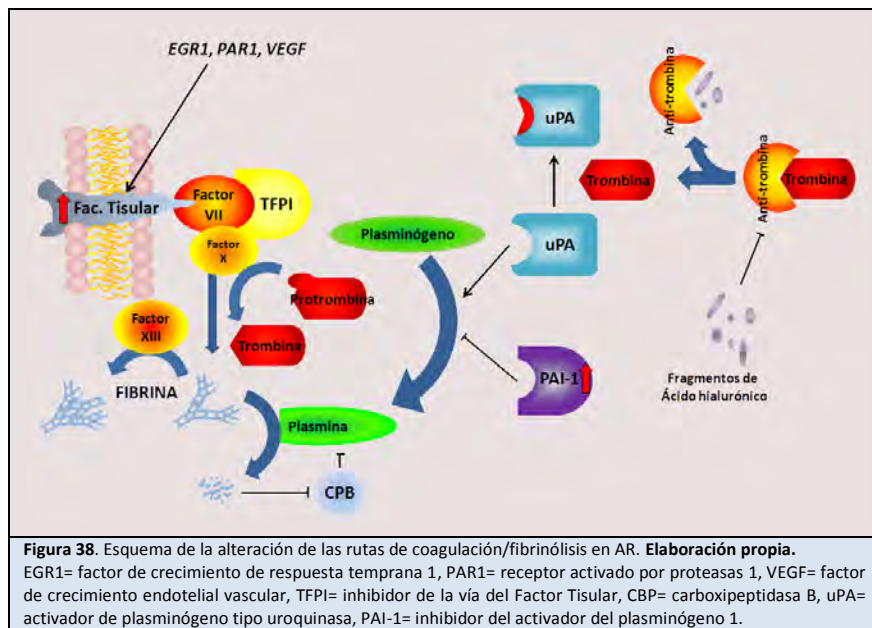 EGR1, PAR1, VEGF
Fac. Tisular
Factor
VII
TFPI
Factor
X
Plasminógeno
Protrombina
Trombina
Factor
XIII
FIBRINA
Plasmina
CPB
uPA
uPA
PAI-1
Trombina
Anti-trombina
Anti-trombina
Trombina
Fragmentos de
Ácido hialurónico
Figura 38. Esquema de la alteración de las rutas de coagulación/fibrinólisis en AR. Elaboración propia.
EGR1= factor de crecimiento de respuesta temprana 1, PAR1= receptor activado por proteasas 1, VEGF= factor
de crecimiento endotelial vascular, TFPI= inhibidor de la vía del Factor Tisular, CBP= carboxipeptidasa B, uPA=
activador de plasminógeno tipo uroquinasa, PAI-1= inhibidor del activador del plasminógeno 1.